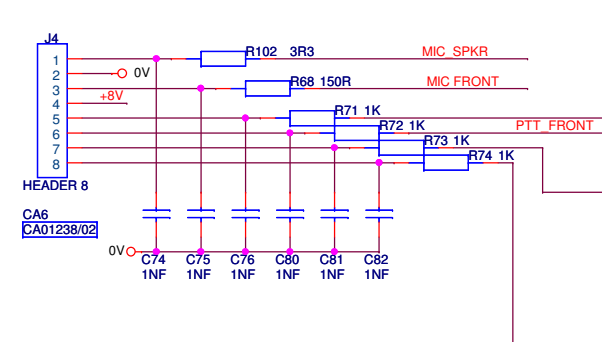 J4
R102 3R3
MIC_SPKR
1
2
0V
3
R68 150R
MIC FRONT
+8V
4
5
R71 1K
6
R72 1K
PTT_FRONT
7
R73 1K
8
R74 1K
HEADER 8
CA6
CA01238/02
0V
C74 C75 C76 C80 C81 C82
1NF 1NF 1NF 1NF 1NF 1NF